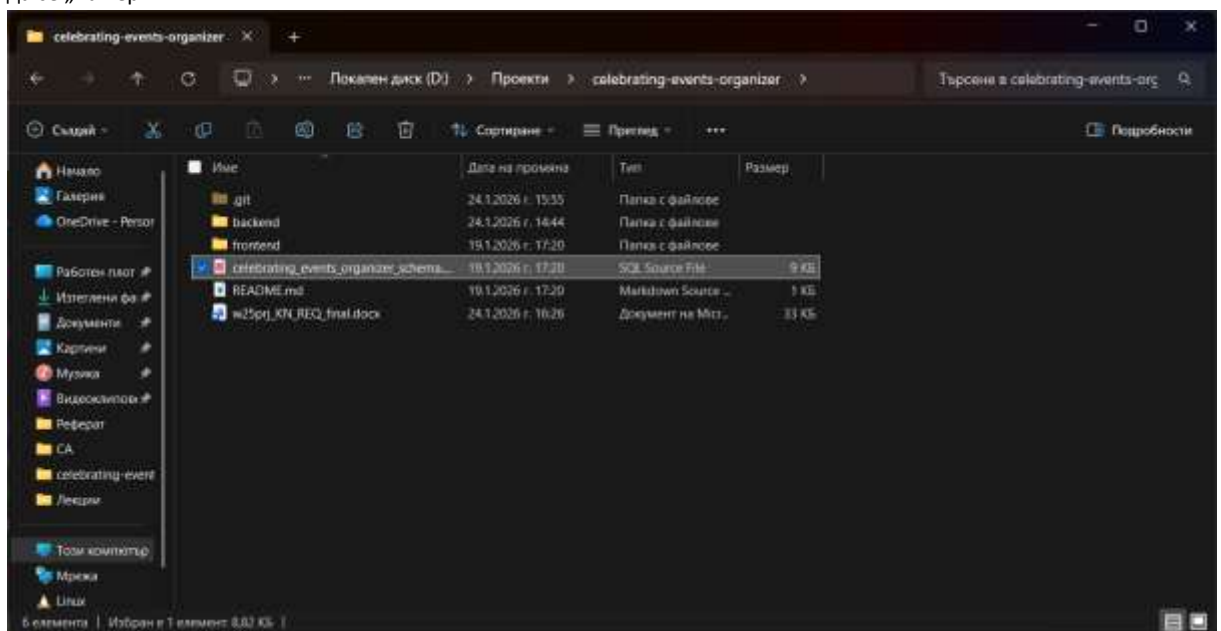 celebrating-events-organizer
Локален диск (D:) > Проекти > celebrating-events-organizer >
Търсене в celebrating-events-org
Създай
Сортиране
Преглед
Подробности
Име
Дата на промяна
Тип
Размер
Начало
Галерия
OneDrive - Persor
Работен плот
Изтеглени фа
Документи
Картини
Музика
Видеоклипове
Реферат
CA
celebrating-event
Лекции
Този компютър
Мрежа
Linux
.git 24.1.2026 г. 15:35 Папка с файлове
backend 24.1.2026 г. 14:44 Папка с файлове
frontend 19.1.2026 г. 17:20 Папка с файлове
celebrating_events_organizer_schema... 19.1.2026 г. 17:20 SQL Source File 9 КБ
README.md 19.1.2026 г. 17:20 Markdown Source ... 1 КБ
w25prj_KN_REQ_final.docx 24.1.2026 г. 16:26 Документ на Micr... 33 КБ
6 елемента | Избран е 1 елемент 8,82 КБ |